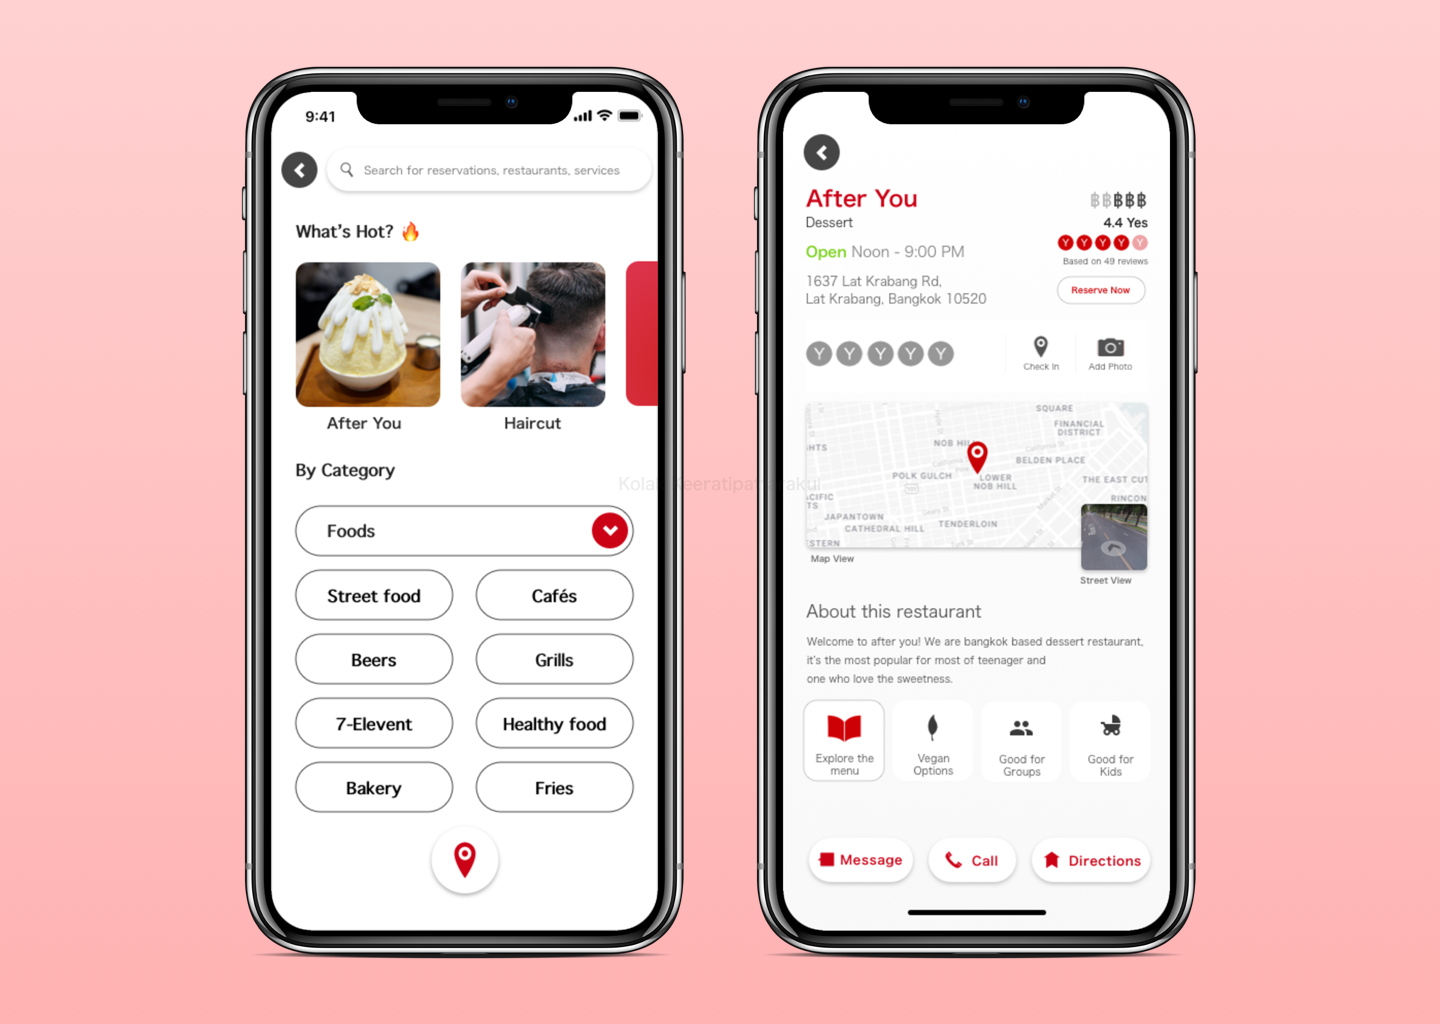 9:41
Search for reservations, restaurants, services
What's Hot? 🔥
After You
Haircut
By Category
Foods
Street food
Cafés
Beers
Grills
7-Elevent
Healthy food
Bakery
Fries
After You
฿฿฿฿฿
Dessert
4.4 Yes
Y Y Y Y Y
Open Noon - 9:00 PM
Based on 49 reviews
1637 Lat Krabang Rd,
Lat Krabang, Bangkok 10520
Reserve Now
Y Y Y Y Y
Check In
Add Photo
SQUARE
FINANCIAL
DISTRICT
HTS
NOB HILL
BELDEN PLACE
POLK GULCH
LOWER
NOB HILL
THE EAST CUT
RINCON
ACIFIC
TS
JAPANTOWN
CATHEDRAL HILL
TENDERLOIN
STERN
Map View
Street View
About this restaurant
Welcome to after you! We are bangkok based dessert restaurant,
it's the most popular for most of teenager and
one who love the sweetness.
Explore the
menu
Vegan
Options
Good for
Groups
Good for
Kids
Message
Call
Directions